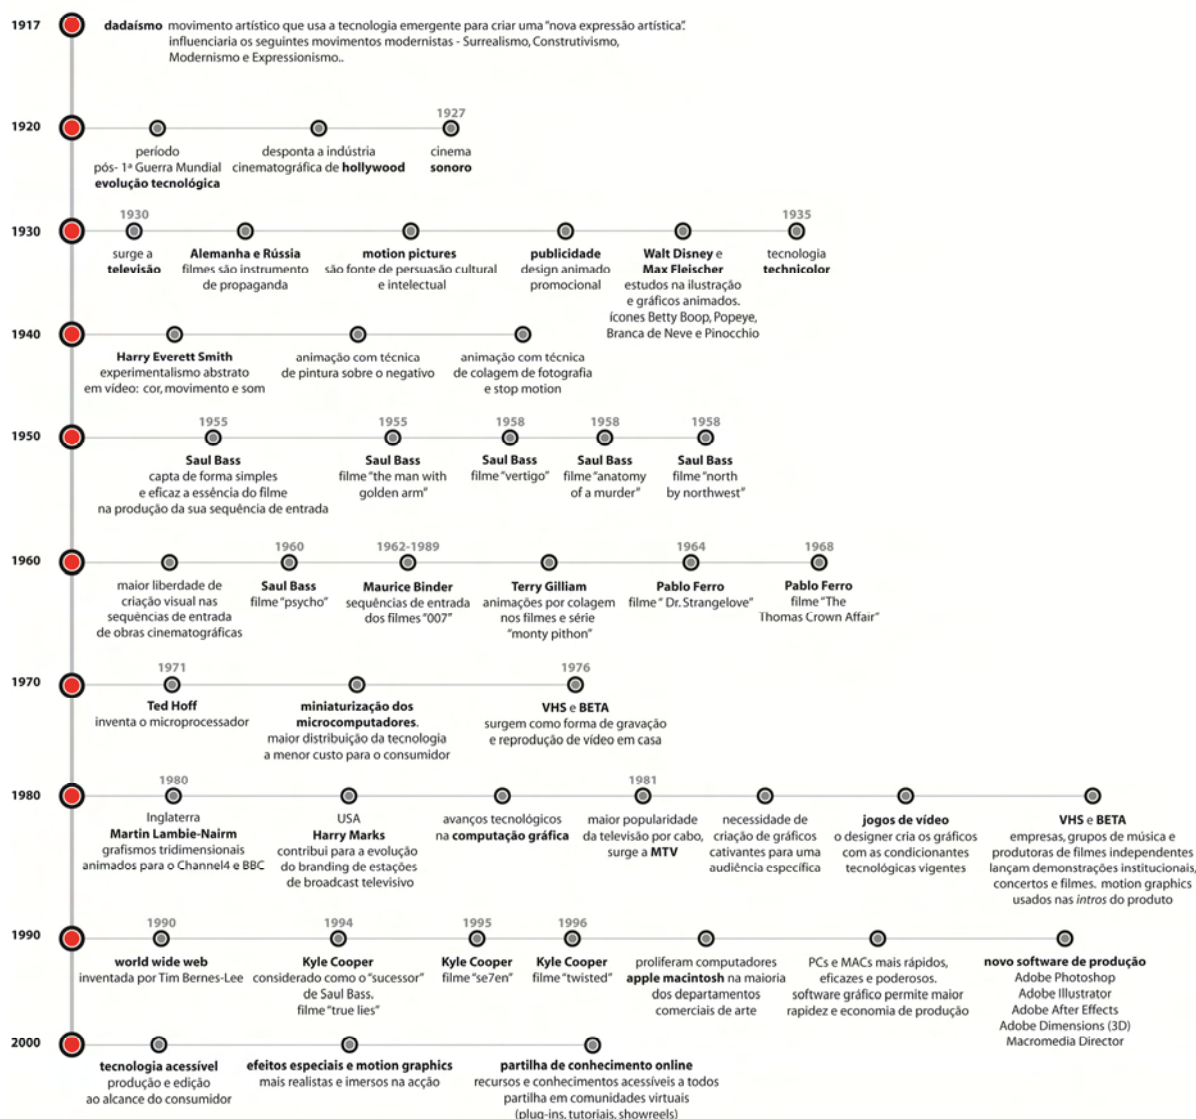 1917
dadaísmo movimento artístico que usa a tecnologia emergente para criar uma "nova expressão artística".
influenciaria os seguintes movimentos modernistas - Surrealismo, Construtivismo,
Modernismo e Expressionismo..
1920
período
pós- 1ª Guerra Mundial
evolução tecnológica
desponta a indústria
cinematográfica de hollywood
1927
cinema
sonoro
1930
1930
surge a
televisão
Alemanha e Rússia
filmes são instrumento
de propaganda
motion pictures
são fonte de persuasão cultural
e intelectual
publicidade
design animado
promocional
Walt Disney e
Max Fleischer
estudos na ilustração
e gráficos animados.
ícones Betty Boop, Popeye,
Branca de Neve e Pinocchio
1935
tecnologia
technicolor
1940
Harry Everett Smith
experimentalismo abstrato
em vídeo: cor, movimento e som
animação com técnica
de pintura sobre o negativo
animação com técnica
de colagem de fotografia
e stop motion
1950
1955
Saul Bass
capta de forma simples
e eficaz a essência do filme
na produção da sua sequência de entrada
1955
Saul Bass
filme "the man with
golden arm"
1958
Saul Bass
filme "vertigo"
1958
Saul Bass
filme "anatomy
of a murder"
1958
Saul Bass
filme "north
by northwest"
1960
maior liberdade de
criação visual nas
sequências de entrada
de obras cinematográficas
1960
Saul Bass
filme "psycho"
1962-1989
Maurice Binder
sequências de entrada
dos filmes "007"
Terry Gilliam
animações por colagem
nos filmes e série
"monty pithon"
1964
Pablo Ferro
filme " Dr. Strangelove"
1968
Pablo Ferro
filme "The
Thomas Crown Affair"
1970
1971
Ted Hoff
inventa o microprocessador
miniaturização dos
microcomputadores.
maior distribuição da tecnologia
a menor custo para o consumidor
1976
VHS e BETA
surgem como forma de gravação
e reprodução de vídeo em casa
1980
1980
Inglaterra
Martin Lambie-Nairm
grafismos tridimensionais
animados para o Channel4 e BBC
USA
Harry Marks
contribui para a evolução
do branding de estações
de broadcast televisivo
avanços tecnológicos
na computação gráfica
1981
maior popularidade
da televisão por cabo,
surge a MTV
necessidade de
criação de gráficos
cativantes para uma
audiência específica
jogos de vídeo
o designer cria os gráficos
com as condicionantes
tecnológicas vigentes
VHS e BETA
empresas, grupos de música e
produtoras de filmes independentes
lançam demonstrações institucionais,
concertos e filmes. motion graphics
usados nas intros do produto
1990
1990
world wide web
inventada por Tim Bernes-Lee
1994
Kyle Cooper
considerado como o "sucessor"
de Saul Bass.
filme "true lies"
1995
Kyle Cooper
filme "se7en"
1996
Kyle Cooper
filme "twisted"
proliferam computadores
apple macintosh na maioria
dos departamentos
comerciais de arte
PCs e MACs mais rápidos,
eficazes e poderosos.
software gráfico permite maior
rapidez e economia de produção
novo software de produção
Adobe Photoshop
Adobe Illustrator
Adobe After Effects
Adobe Dimensions (3D)
Macromedia Director
2000
tecnologia acessível
produção e edição
ao alcance do consumidor
efeitos especiais e motion graphics
mais realistas e imersos na acção
partilha de conhecimento online
recursos e conhecimentos acessíveis a todos
partilha em comunidades virtuais
(plug-ins, tutoriais, showreels)